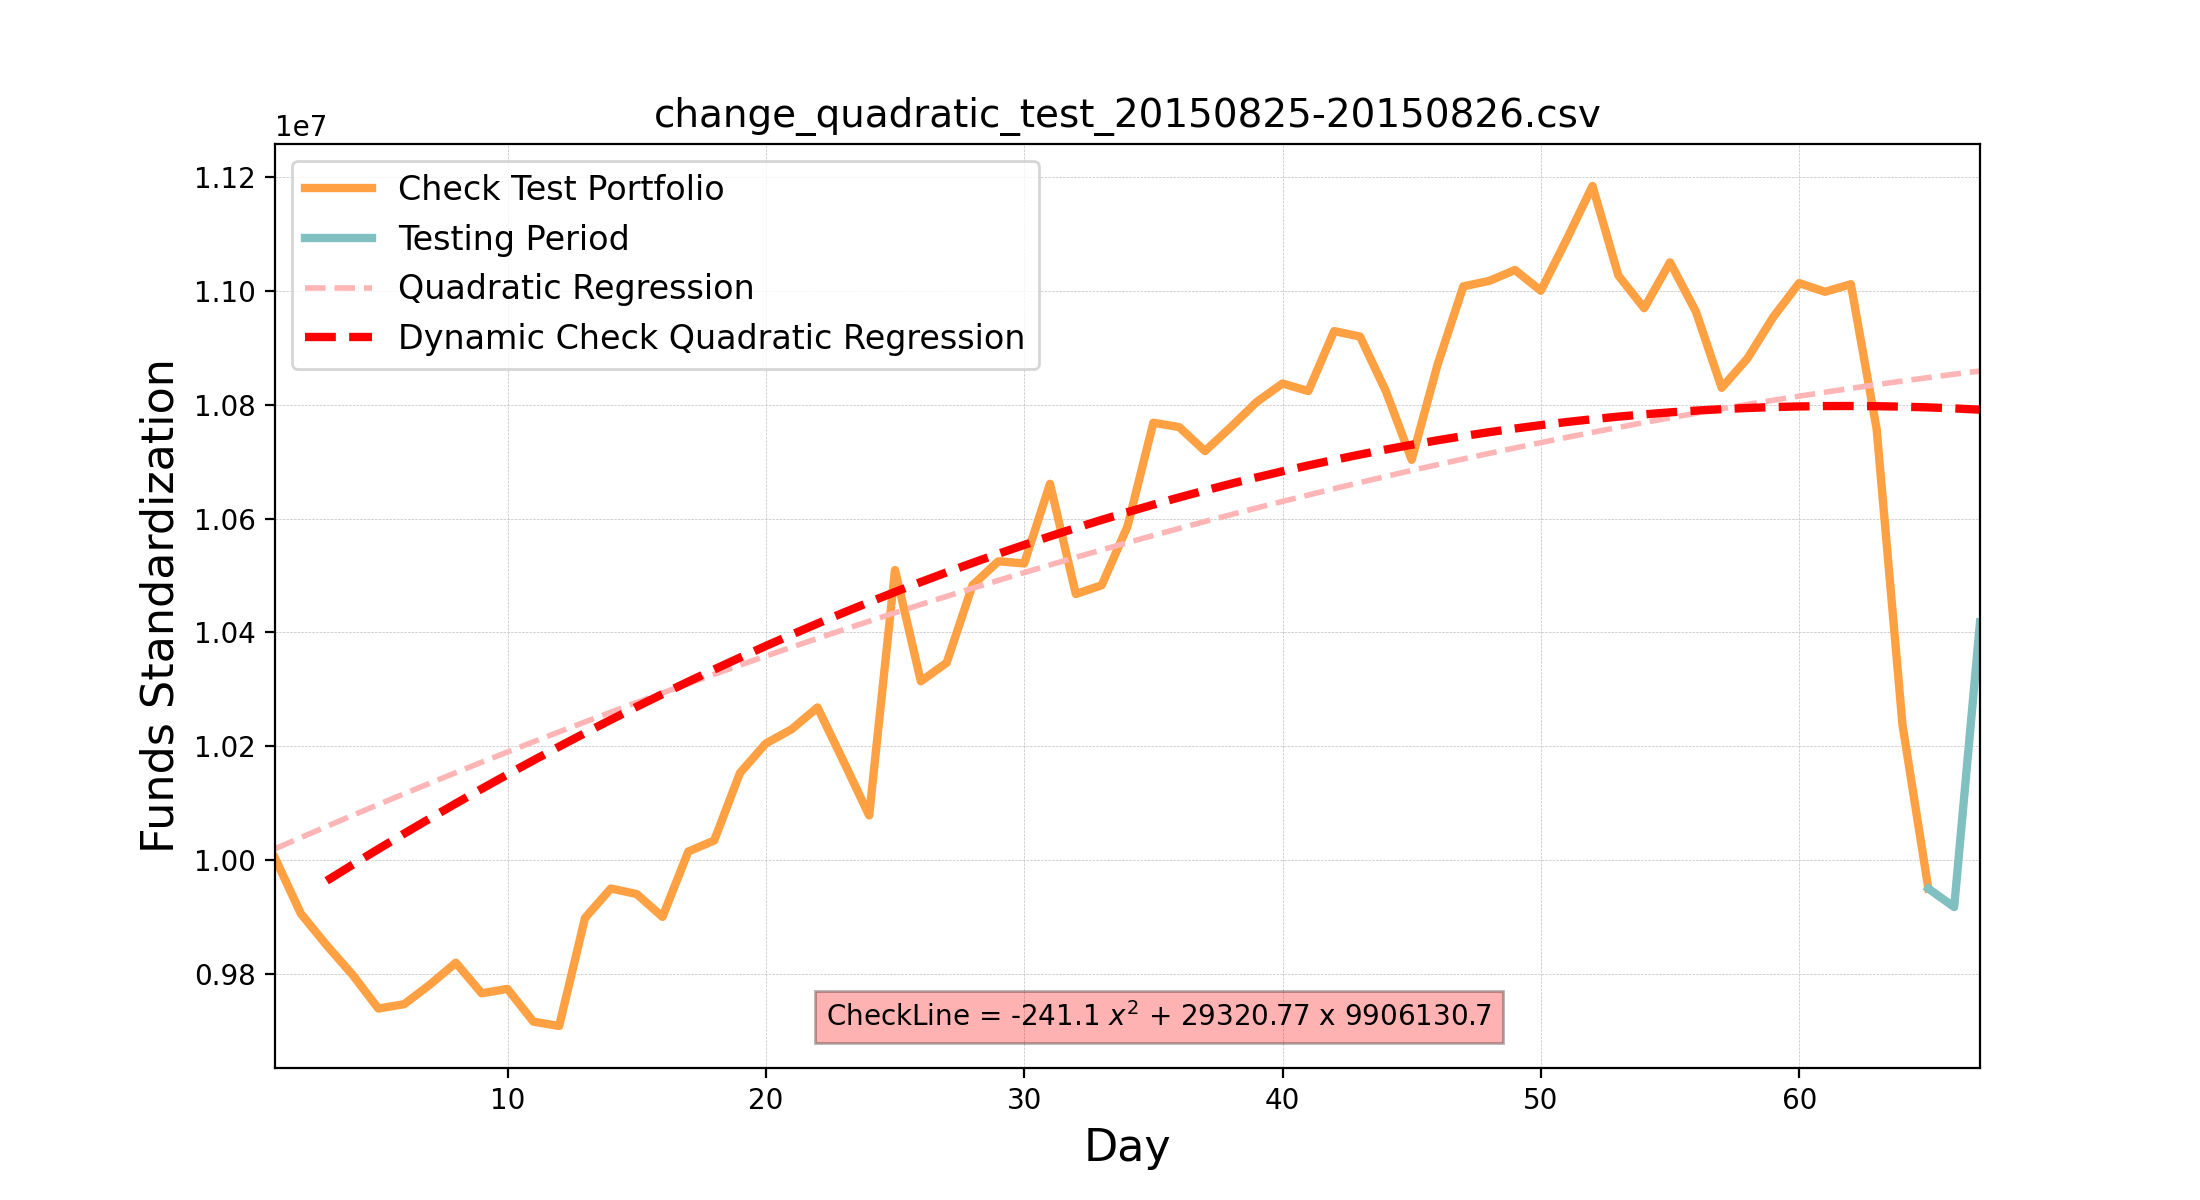 change_quadratic_test_20150825-20150826.csv
1e7
Check Test Portfolio
Testing Period
Quadratic Regression
Dynamic Check Quadratic Regression
1.12
1.10
1.08
1.06
1.04
1.02
1.00
0.98
Funds Standardization
CheckLine = -241.1 x² + 29320.77 x 9906130.7
10 20 30 40 50 60
Day